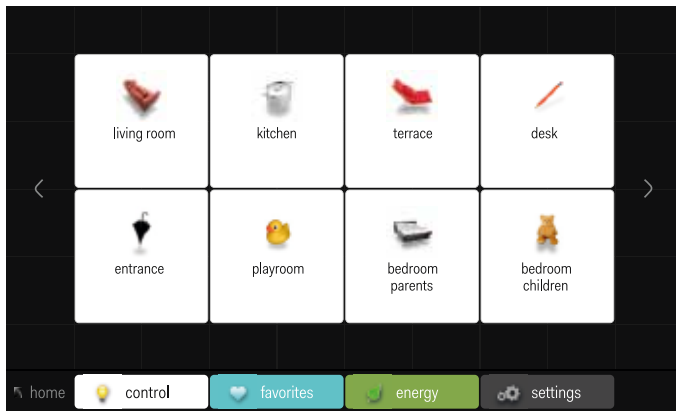 living room
kitchen
terrace
desk
entrance
playroom
bedroom
parents
bedroom
children
home
control
favorites
energy
settings